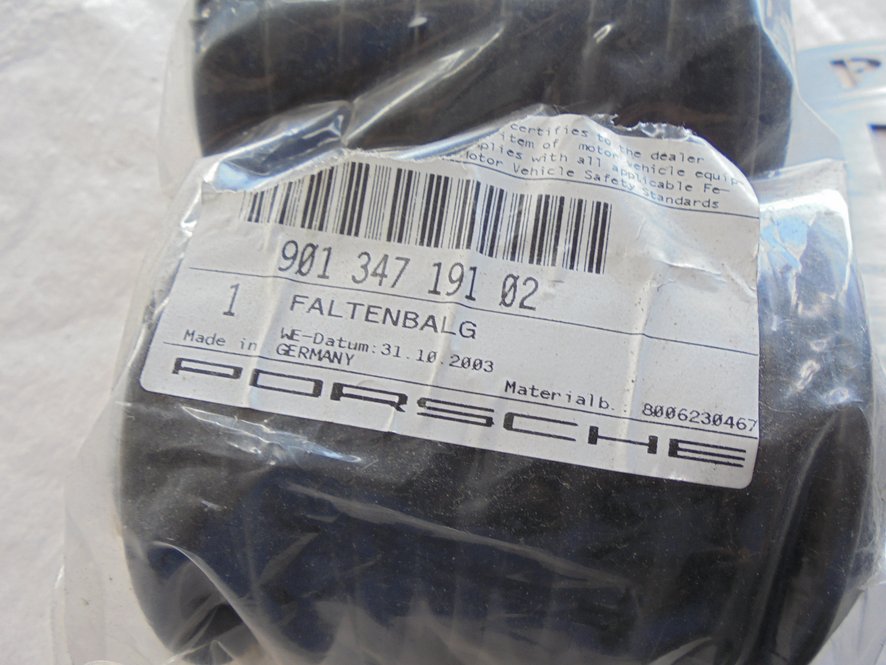 certifies to the dealer
item of motor vehicle equip-
plies with all applicable Fe-
Motor Vehicle Safety Standards
901 347 191 02
1 FALTENBALG
WE-Datum:31.10.2003
Made in GERMANY
Materialb.: 8006230467
PORSCHE
P